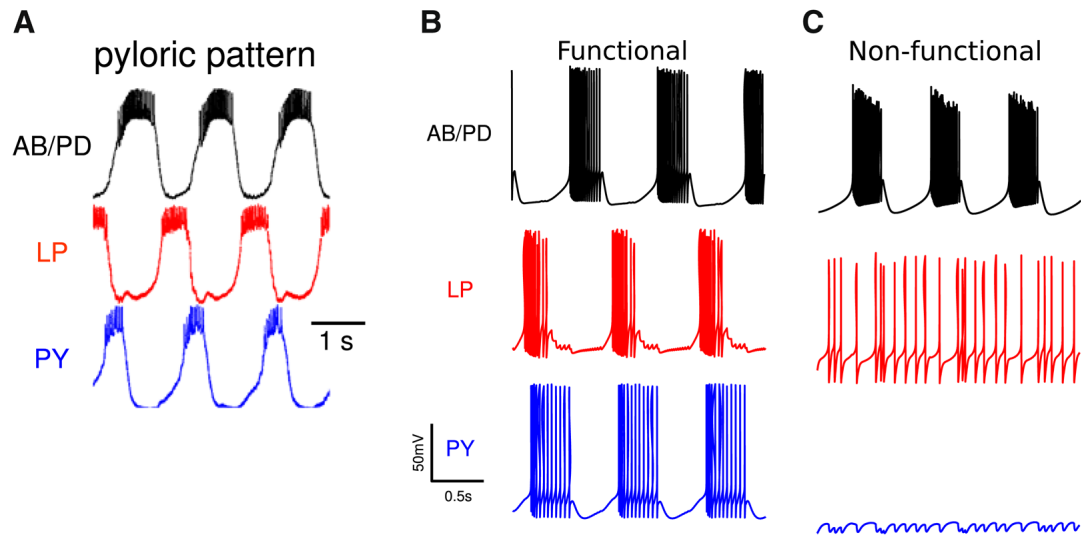 A
pyloric pattern
AB/PD
LP
PY
1 s
B
Functional
AB/PD
LP
PY
50mV
0.5s
C
Non-functional